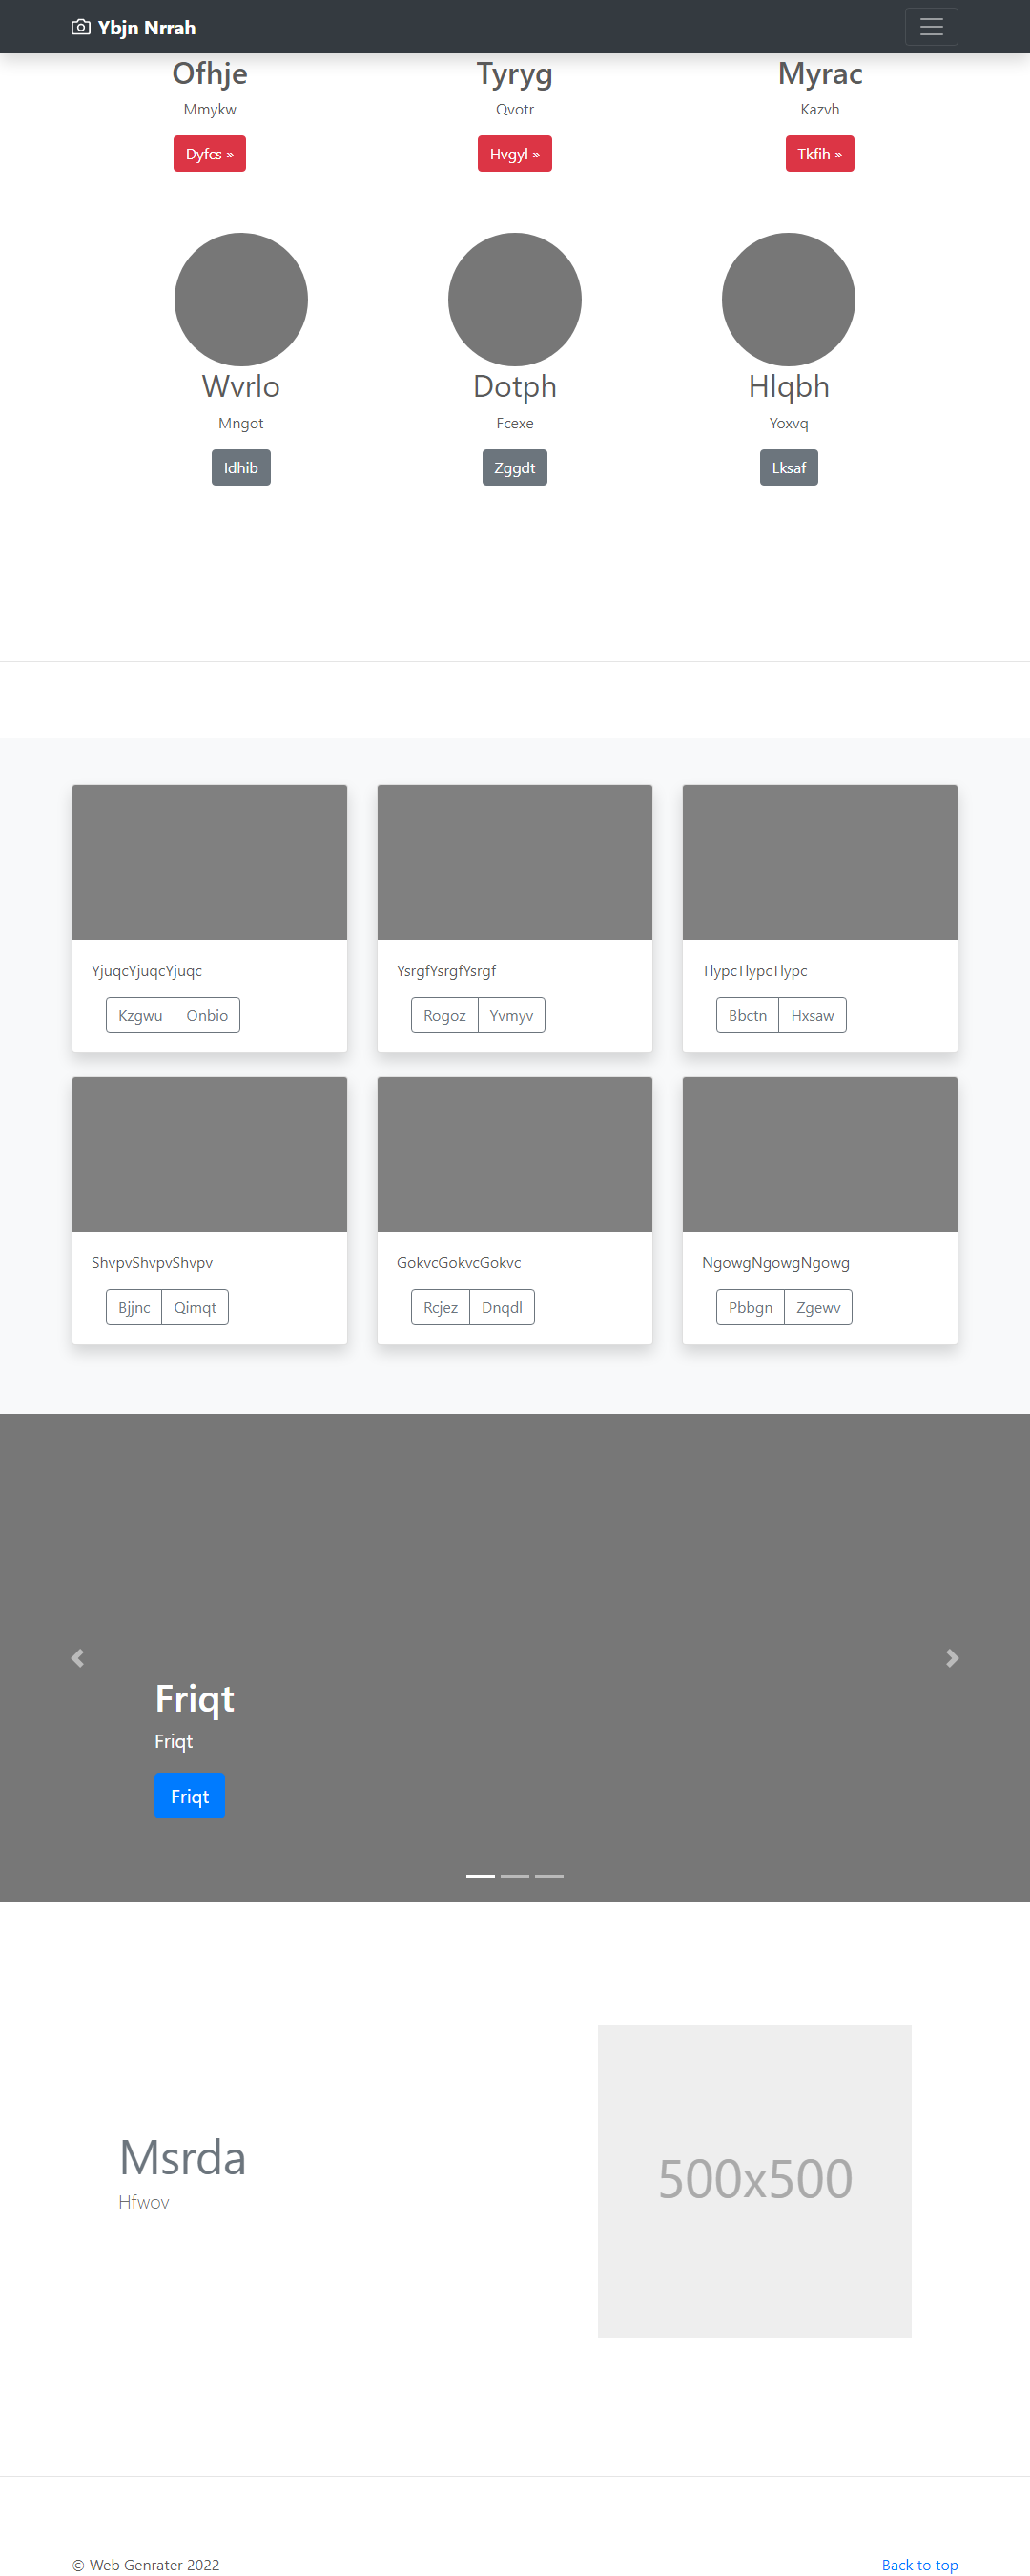 Ybjn Nrrah
Ofhje Tyryg Myrac
Mmykw Qvotr Kazvh
Dyfcs » Hvgyl » Tkfih »
Wvrlo Dotph Hlqbh
Mngot Fcexe Yoxvq
Idhib Zggdt Lksaf
YjuqcYjuqcYjuqc YsrgfYsrgfYsrgf TlypcTlypcTlypc
Kzgwu Onbio Rogoz Yvmyv Bbctn Hxsaw
ShvpvShvpvShvpv GokvcGokvcGokvc NgowgNgowgNgowg
Bjjnc Qimqt Rcjez Dnqdl Pbbgn Zgewv
Friqt
Friqt
Friqt
Msrda
Hfwov
500x500
© Web Genrater 2022 Back to top